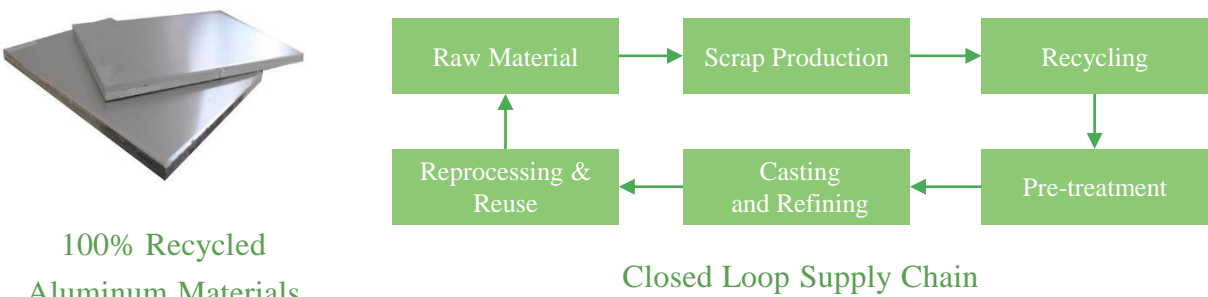 Raw Material
Scrap Production
Recycling
Reprocessing &
Reuse
Casting
and Refining
Pre-treatment
100% Recycled
Aluminum Materials
Closed Loop Supply Chain